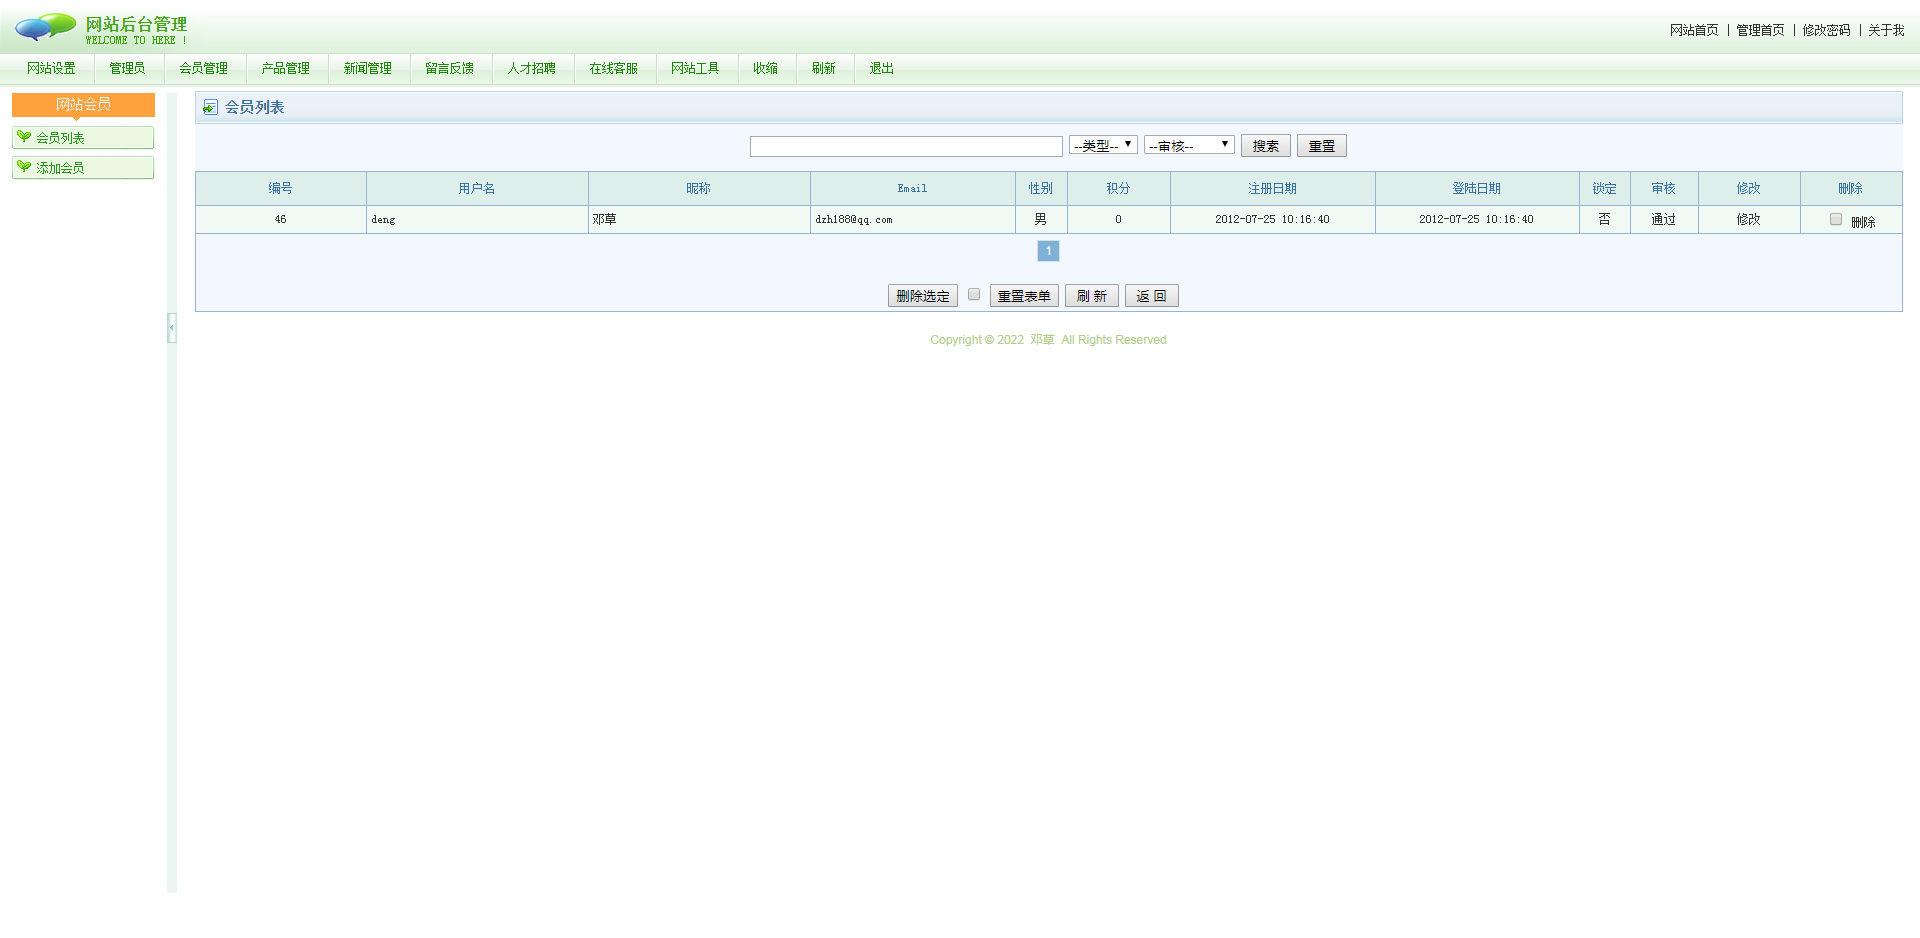 网站后台管理
WELCOME TO HERE !
网站首页 | 管理首页 | 修改密码 | 关于我
网站设置 管理员 会员管理 产品管理 新闻管理 留言反馈 人才招聘 在线客服 网站工具 收缩 刷新 退出
网站会员
会员列表
添加会员
会员列表
--类型-- --审核-- 搜索 重置
编号 用户名 昵称 Email 性别 积分 注册日期 登陆日期 锁定 审核 修改 删除
46 deng 邓草 dzh188@qq.com 男 0 2012-07-25 10:16:40 2012-07-25 10:16:40 否 通过 修改 删除
1
删除选定 重置表单 刷 新 返 回
Copyright © 2022 邓草 All Rights Reserved